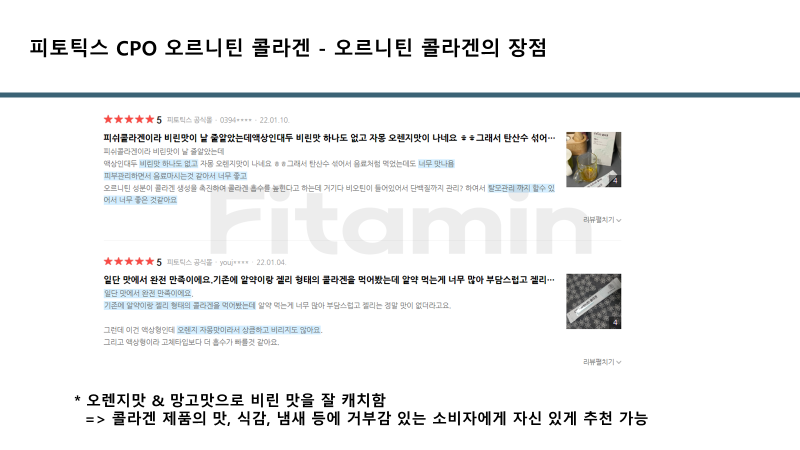 피토틱스 CPO 오르니틴 콜라겐 - 오르니틴 콜라겐의 장점
★★★★★ 5 피토틱스 공식몰 · 0394**** · 22.01.10.
피쉬콜라겐이라 비린맛이 날 줄알았는데액상인대두 비린맛 하나도 없고 자몽 오렌지맛이 나네요 ㅎㅎ그래서 탄산수 섞어…
피쉬콜라겐이라 비린맛이 날 줄알았는데
액상인대두 비린맛 하나도 없고 자몽 오렌지맛이 나네요 ㅎㅎ그래서 탄산수 섞어서 음료처럼 먹었는데도 너무 맛나욤
피부관리하면서 음료마시는것 같아서 너무 좋고
오르니틴 성분이 콜라겐 생성을 촉진하여 콜라겐 흡수를 높힌다고 하는데 거기다 비오틴이 들어있어서 단백질까지 관리? 하여서 탈모관리 까지 할수 있
어서 너무 좋은 것같아요
4
리뷰펼치기
Fitamin
★★★★★ 5 피토틱스 공식몰 · youj**** · 22.01.04.
일단 맛에서 완전 만족이에요.기존에 알약이랑 젤리 형태의 콜라겐을 먹어봤는데 알약 먹는게 너무 많아 부담스럽고 젤리…
일단 맛에서 완전 만족이에요.
기존에 알약이랑 젤리 형태의 콜라겐을 먹어봤는데 알약 먹는게 너무 많아 부담스럽고 젤리는 정말 맛이 없더라고요.
그런데 이건 액상형인데 오렌지 자몽맛이라서 상큼하고 비리지도 않아요.
그리고 액상형이라 고체타입보다 더 흡수가 빠를것 같아요.
4
리뷰펼치기
* 오렌지맛 & 망고맛으로 비린 맛을 잘 캐치함
=> 콜라겐 제품의 맛, 식감, 냄새 등에 거부감 있는 소비자에게 자신 있게 추천 가능